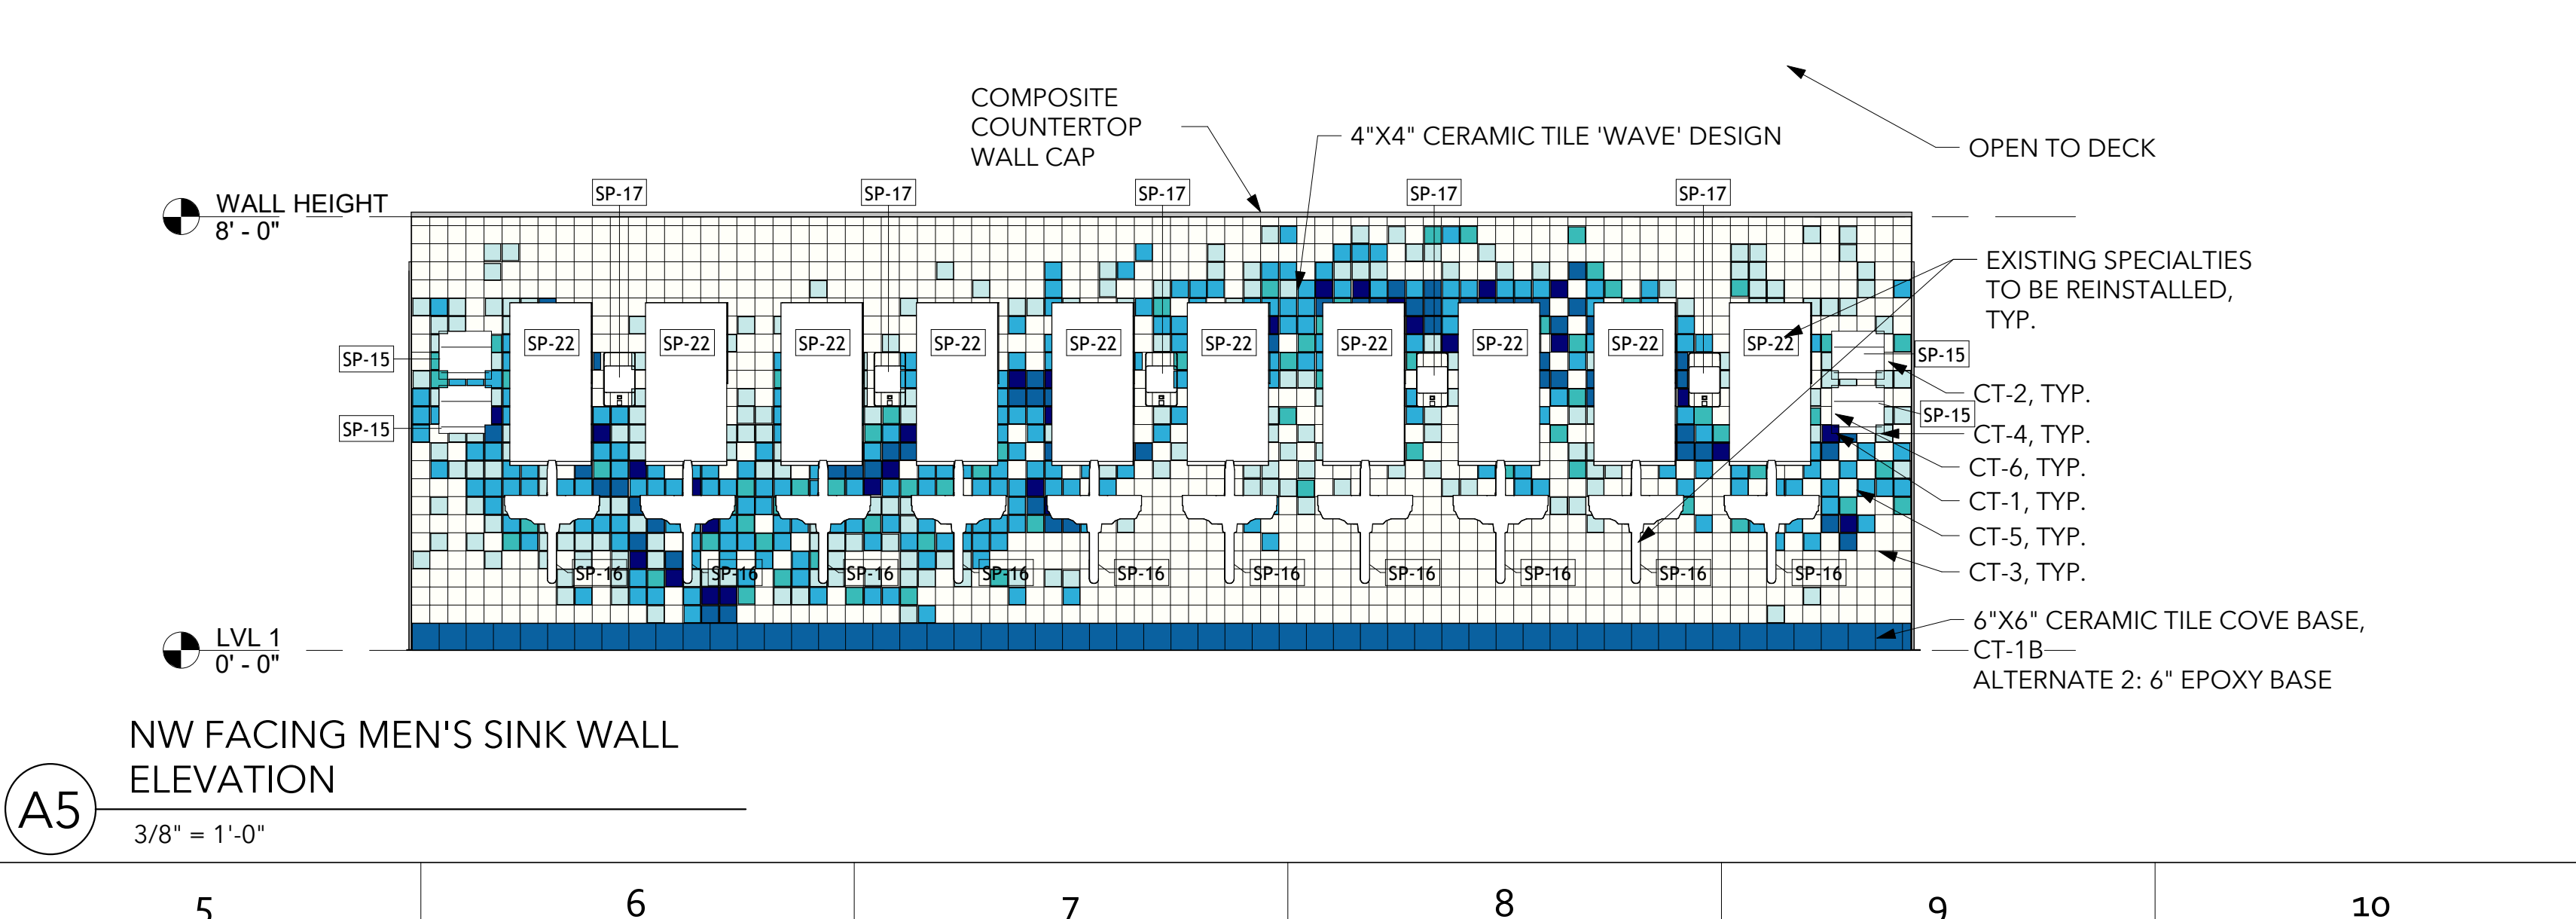 COMPOSITE
COUNTERTOP
WALL CAP
4"X4" CERAMIC TILE 'WAVE' DESIGN
OPEN TO DECK
WALL HEIGHT
8' - 0"
SP-17
SP-17
SP-17
SP-17
SP-17
EXISTING SPECIALTIES
TO BE REINSTALLED,
TYP.
SP-22
SP-22
SP-22
SP-22
SP-22
SP-22
SP-22
SP-22
SP-22
SP-22
SP-15
SP-15
SP-15
SP-15
CT-2, TYP.
CT-4, TYP.
CT-6, TYP.
CT-1, TYP.
CT-5, TYP.
CT-3, TYP.
SP-16
SP-16
SP-16
SP-16
SP-16
SP-16
SP-16
SP-16
SP-16
SP-16
6"X6" CERAMIC TILE COVE BASE,
CT-1B
ALTERNATE 2: 6" EPOXY BASE
LVL 1
0' - 0"
NW FACING MEN'S SINK WALL
ELEVATION
A5
3/8" = 1'-0"
5
6
7
8
9
10